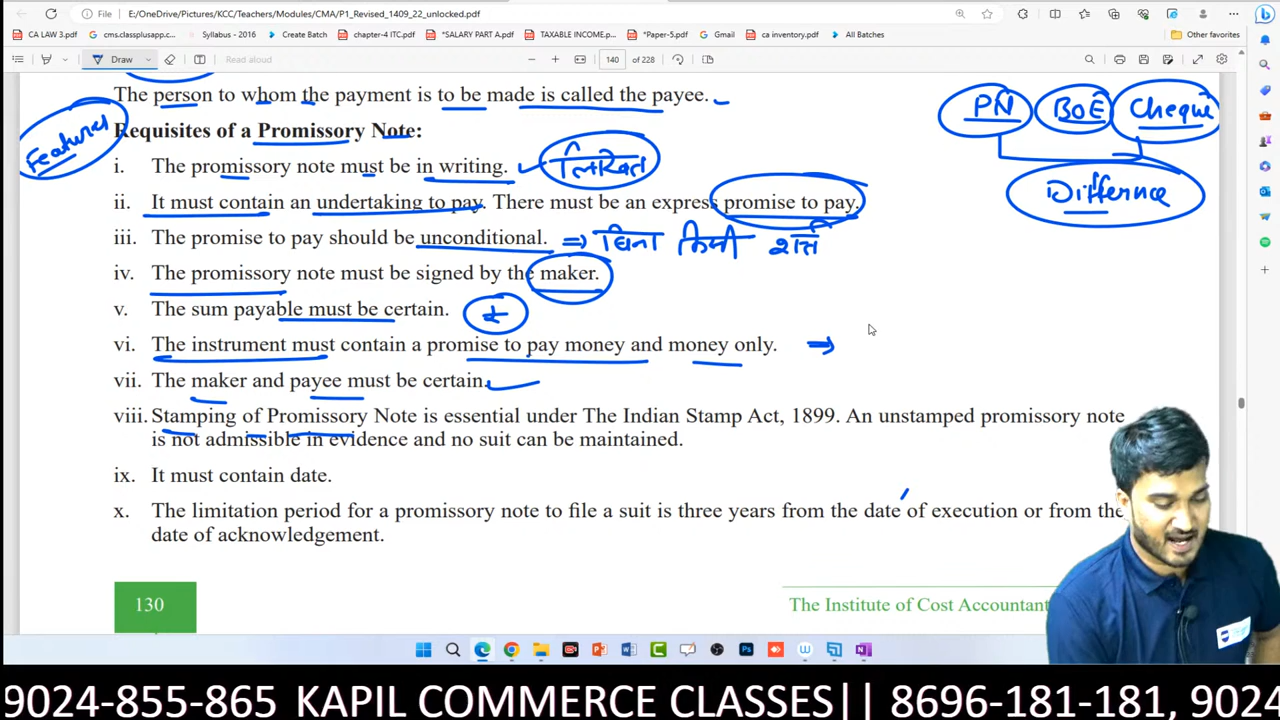 File E:/OneDrive/Pictures/KCC/Teachers/Modules/CMA/P1_Revised_1409_22_unlocked.pdf
CA LAW 3.pdf cms.classplusapp.c... Syllabus - 2016 Create Batch chapter-4 ITC.pdf *SALARY PART A.pdf TAXABLE INCOME.p... *Paper-5.pdf Gmail ca inventory.pdf All Batches Other favorites
Draw Read aloud 140 of 228
The person to whom the payment is to be made is called the payee.
PN BOE Cheque
Features
Requisites of a Promissory Note:
i. The promissory note must be in writing. लिखित
Differnce
ii. It must contain an undertaking to pay. There must be an express promise to pay.
iii. The promise to pay should be unconditional. ⇒ बिना किसी शर्त
iv. The promissory note must be signed by the maker.
v. The sum payable must be certain. ₹
vi. The instrument must contain a promise to pay money and money only. ⇒
vii. The maker and payee must be certain.
viii. Stamping of Promissory Note is essential under The Indian Stamp Act, 1899. An unstamped promissory note
is not admissible in evidence and no suit can be maintained.
ix. It must contain date.
x. The limitation period for a promissory note to file a suit is three years from the date of execution or from the
date of acknowledgement.
130
The Institute of Cost Accountan
9024-855-865 KAPIL COMMERCE CLASSES|| 8696-181-181, 9024